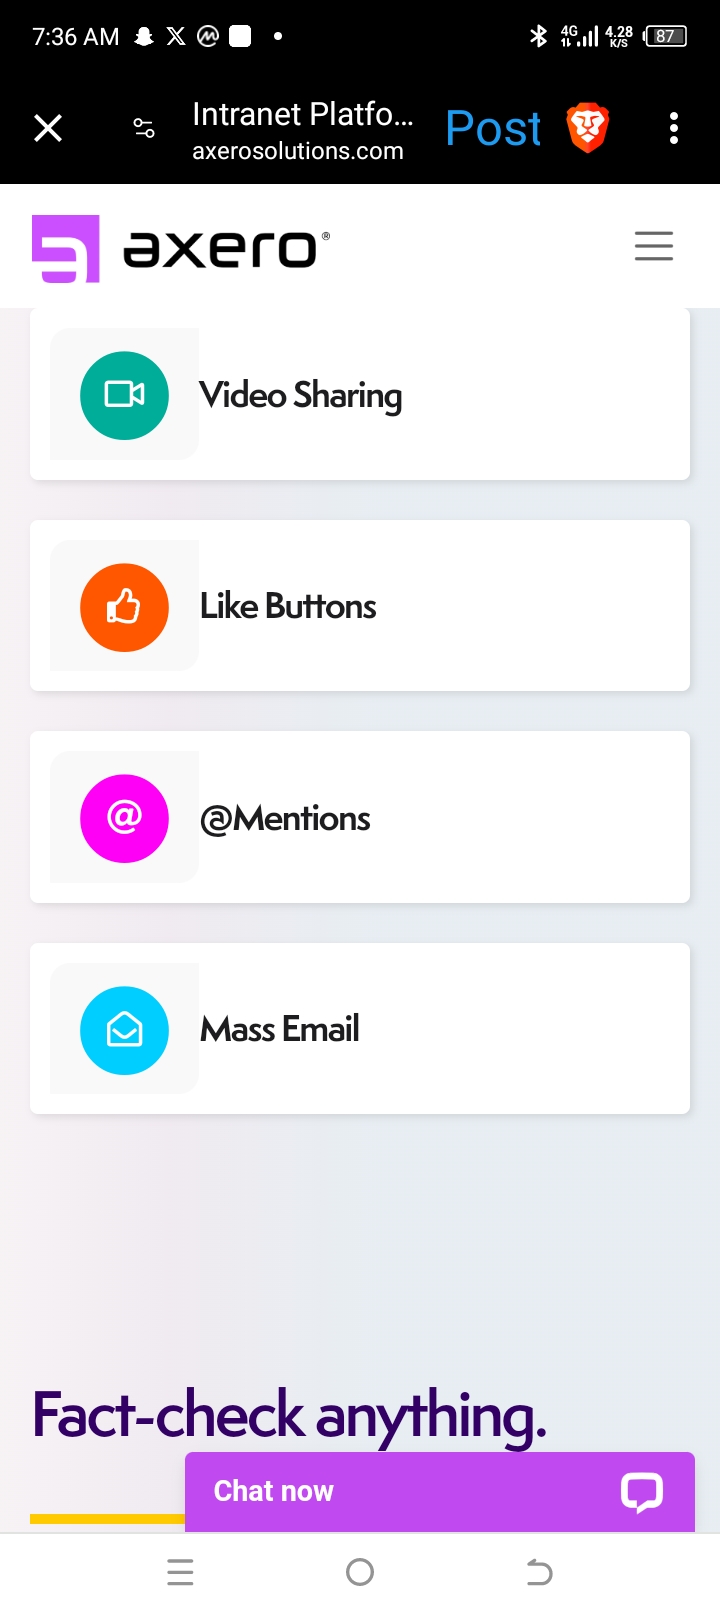 7:36 AM
4G 4.28 K/S 87
Intranet Platfo...
axerosolutions.com
Post
axero®
Video Sharing
Like Buttons
@
@Mentions
Mass Email
Fact-check anything.
Chat now